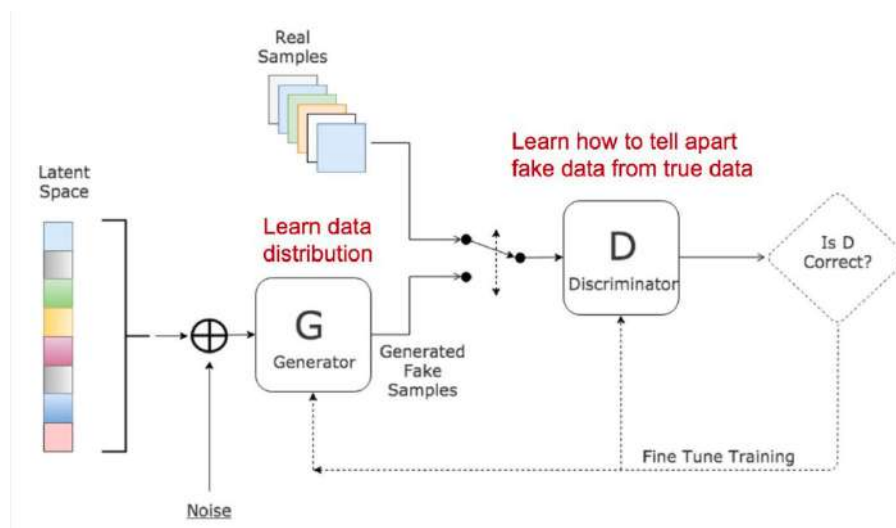 Real
Samples
Learn how to tell apart
fake data from true data
Latent
Space
Learn data
distribution
Is D
Correct?
D
Discriminator
G
Generator
Generated
Fake
Samples
Fine Tune Training
Noise